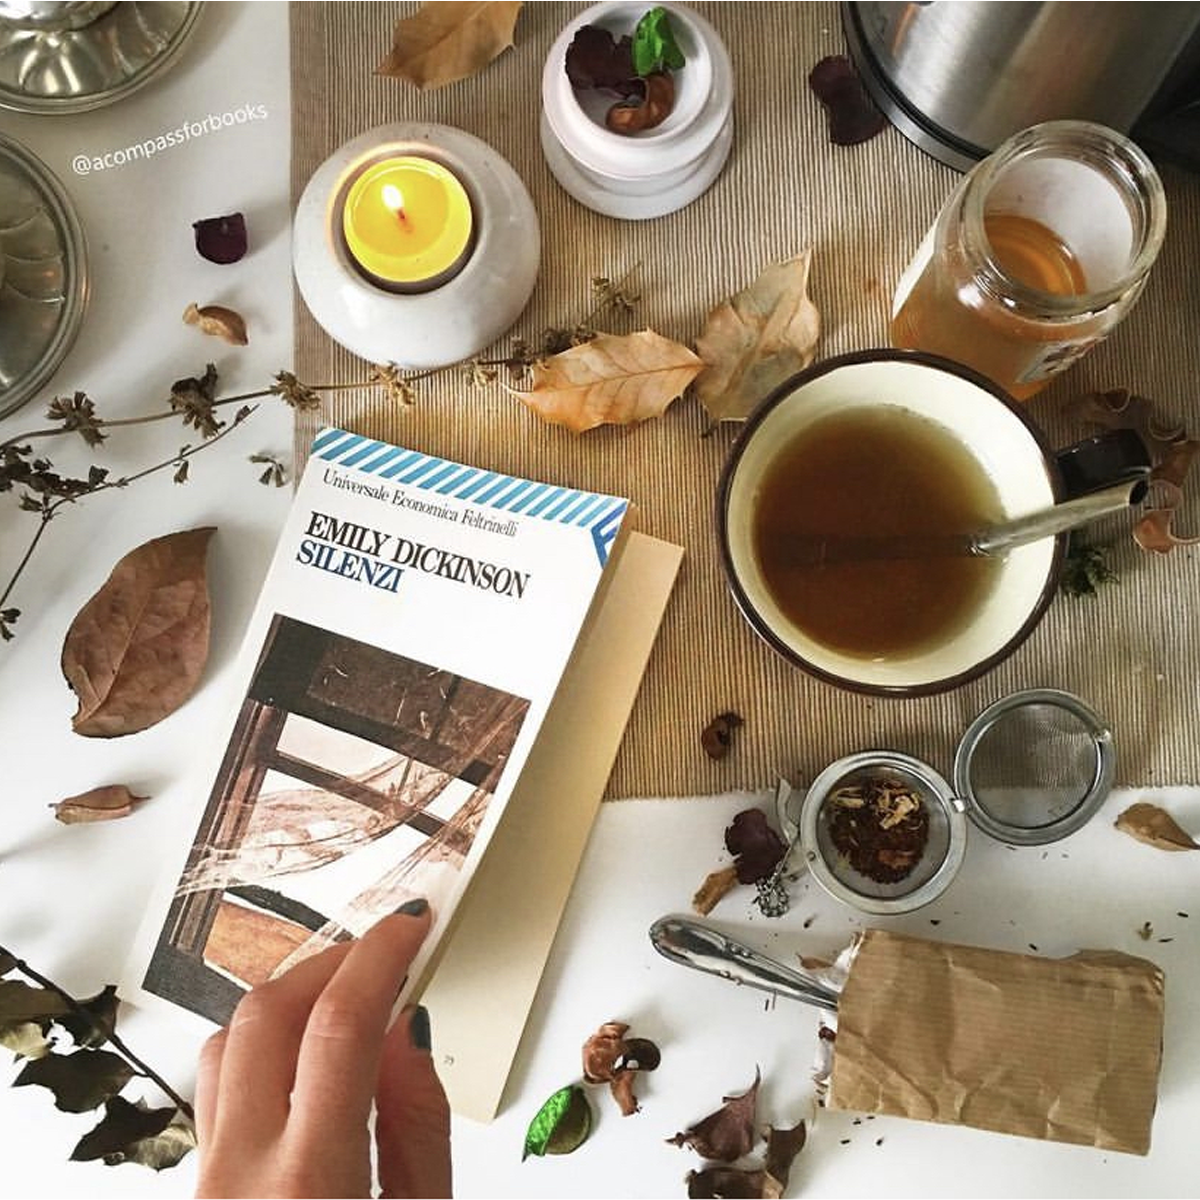 @acompassforbooks
Universale Economica Feltrinelli
EMILY DICKINSON
SILENZI